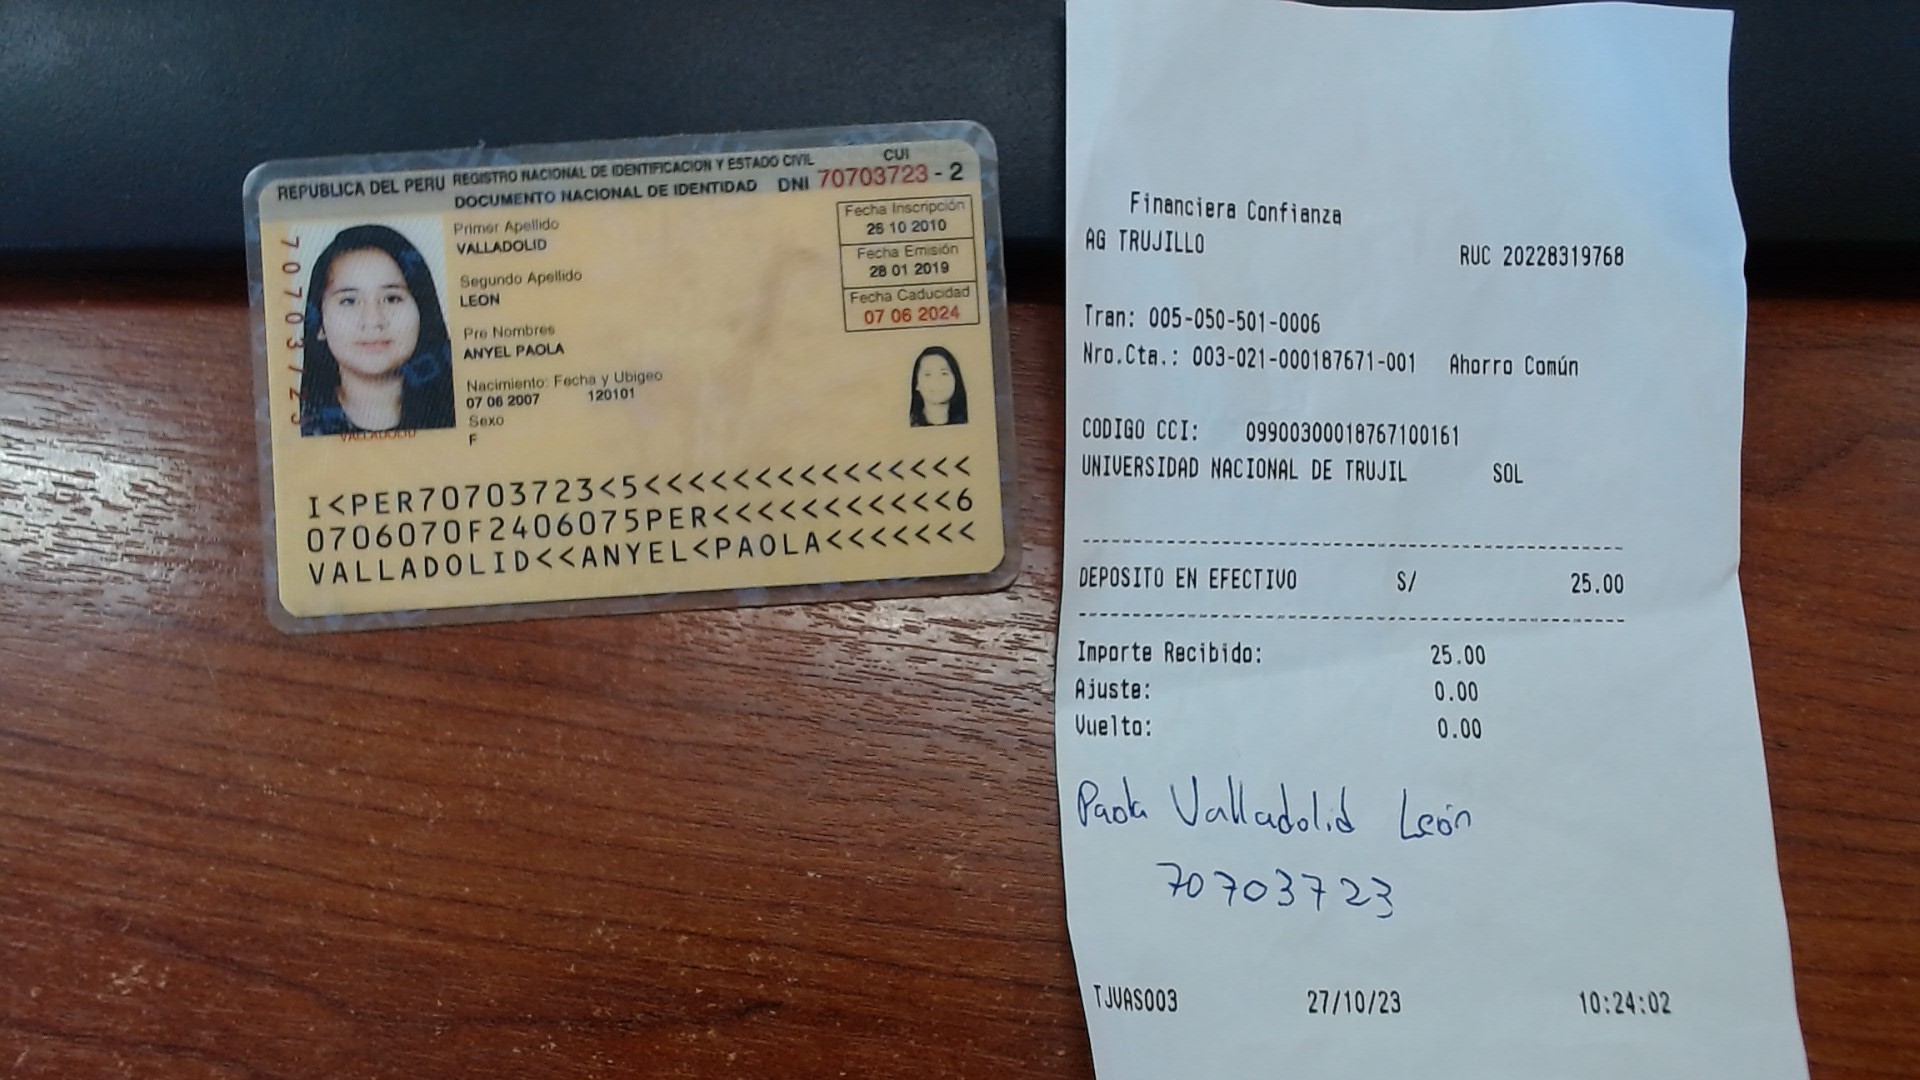 REPUBLICA DEL PERU REGISTRO NACIONAL DE IDENTIFICACION Y ESTADO CIVIL
DOCUMENTO NACIONAL DE IDENTIDAD
CUI
DNI 70703723 - 2
70703723
Primer Apellido
VALLADOLID
Segundo Apellido
LEON
Pre Nombres
ANYEL PAOLA
Nacimiento: Fecha y Ubigeo
07 06 2007 120101
Sexo
F
Fecha Inscripción
26 10 2010
Fecha Emisión
28 01 2019
Fecha Caducidad
07 06 2024
VALLADOLID
I<PER70703723<5<<<<<<<<<<<<<<<
0706070F2406075PER<<<<<<<<<<<6
VALLADOLID<<ANYEL<PAOLA<<<<<<<
Financiera Confianza
AG TRUJILLO RUC 20228319768
Tran: 005-050-501-0006
Nro.Cta.: 003-021-000187671-001 Ahorro Común
CODIGO CCI: 09900300018767100161
UNIVERSIDAD NACIONAL DE TRUJIL SOL
DEPOSITO EN EFECTIVO S/ 25.00
Importe Recibido: 25.00
Ajuste: 0.00
Vuelto: 0.00
Paola Valladolid León
70703723
TJVAS003 27/10/23 10:24:02